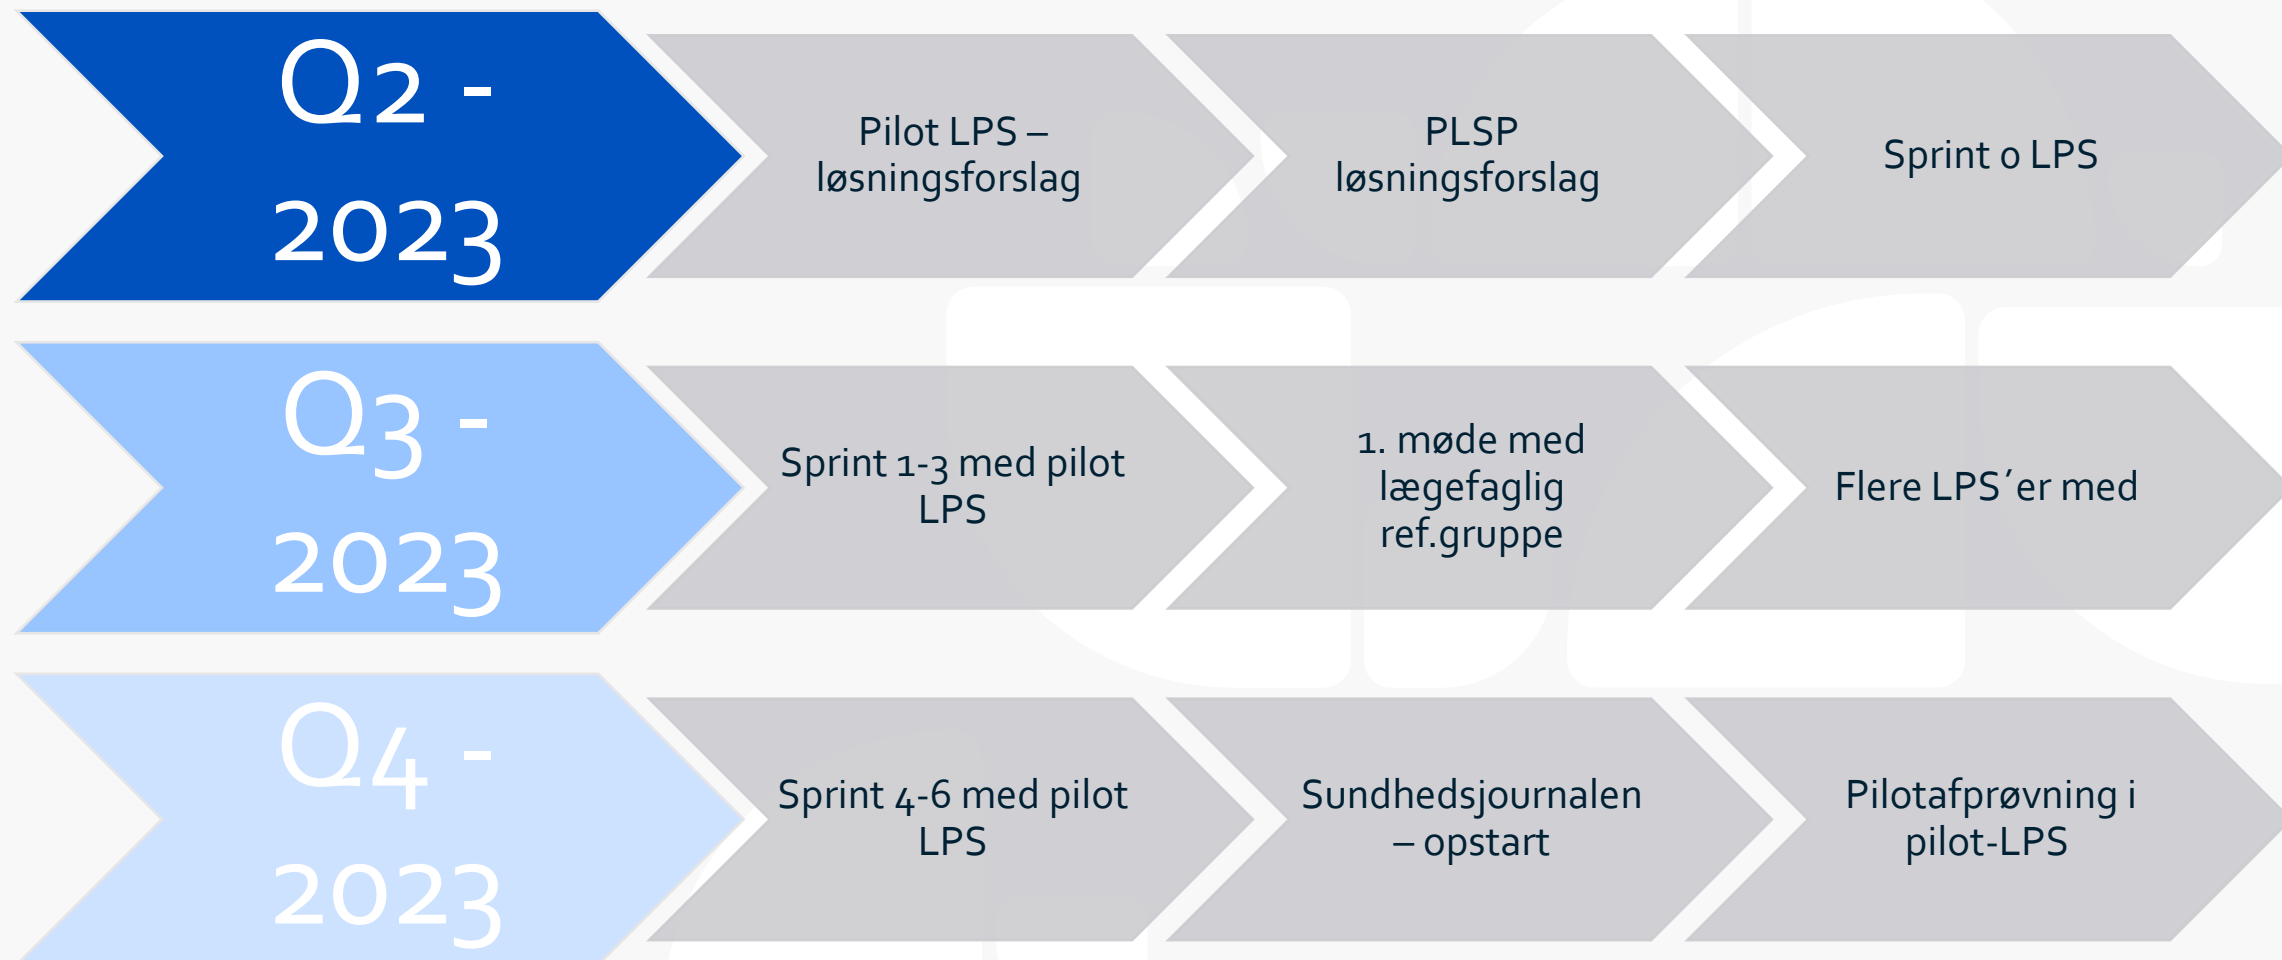 Q2 -
2023
Pilot LPS –
løsningsforslag
PLSP
løsningsforslag
Sprint 0 LPS
Q3 -
2023
Sprint 1-3 med pilot
LPS
1. møde med
lægefaglig
ref.gruppe
Flere LPS´er med
Q4 -
2023
Sprint 4-6 med pilot
LPS
Sundhedsjournalen
– opstart
Pilotafprøvning i
pilot-LPS